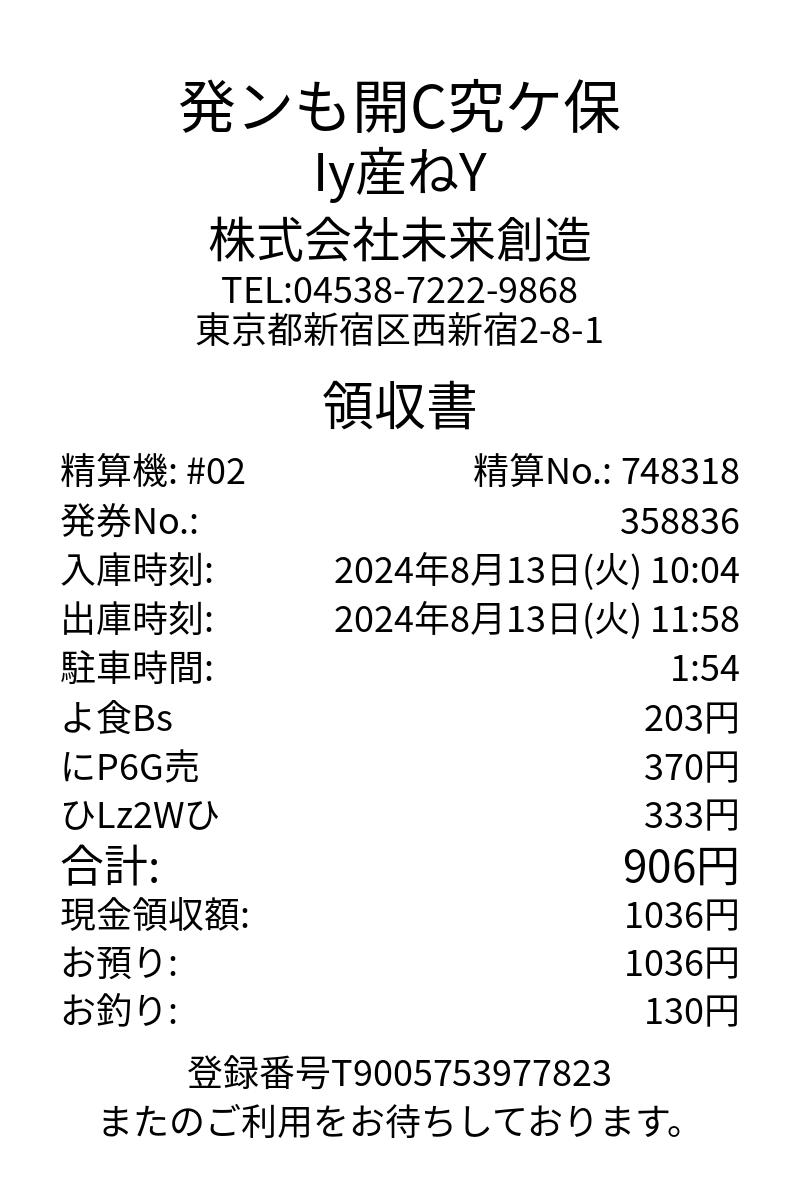 発ンも開C究ケ保
Iy産ねY
株式会社未来創造
TEL:04538-7222-9868
東京都新宿区西新宿2-8-1
領収書
精算機: #02 精算No.: 748318
発券No.: 358836
入庫時刻: 2024年8月13日(火) 10:04
出庫時刻: 2024年8月13日(火) 11:58
駐車時間: 1:54
よ食Bs 203円
にP6G売 370円
ひLz2Wひ 333円
合計: 906円
現金領収額: 1036円
お預り: 1036円
お釣り: 130円
登録番号T9005753977823
またのご利用をお待ちしております。